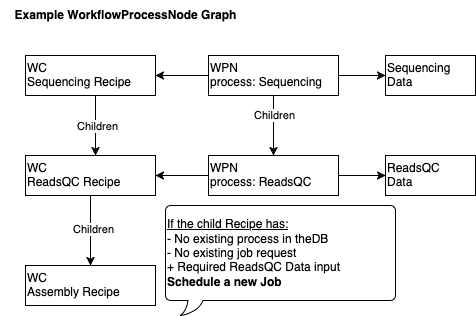 Example WorkflowProcessNode Graph
WC
Sequencing Recipe
WPN
process: Sequencing
Sequencing
Data
Children
Children
WC
ReadsQC Recipe
WPN
process: ReadsQC
ReadsQC
Data
Children
If the child Recipe has:
- No existing process in theDB
- No existing job request
+ Required ReadsQC Data input
Schedule a new Job
WC
Assembly Recipe